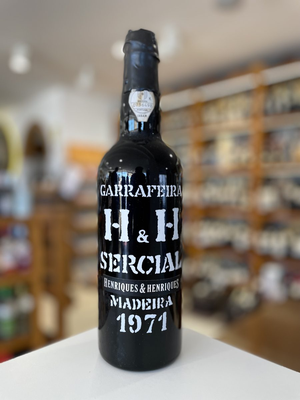 GARRAFEIRA
H & H
SERCIAL
HENRIQUES & HENRIQUES
MADEIRA
1971